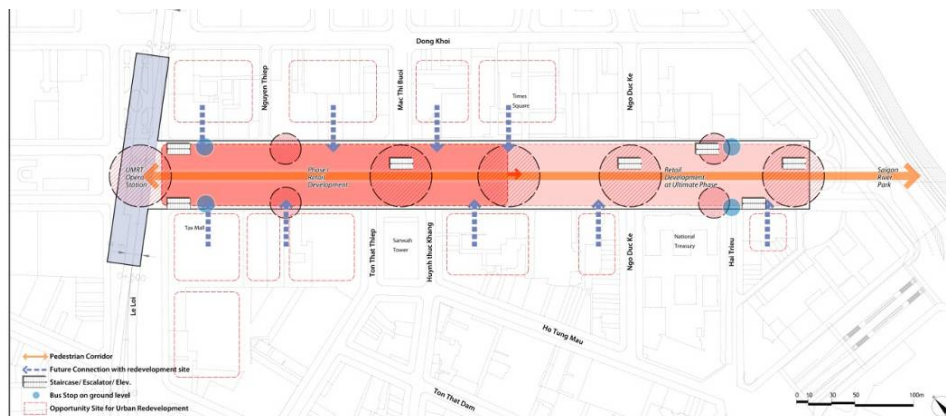 Dong Khoi
Nguyen Thiep
Mac Thi Buoi
Times
Square
Ngo Duc Ke
UMRT
Opera
Station
Phase I
Retail
Development
Retail
Development
at Ultimate Phase
Saigon
River
Park
Tax Mall
Ton That Thiep
Sunwah
Tower
Huynh thuc Khang
Ngo Duc Ke
National
Treasury
Hai Trieu
Le Loi
Ho Tung Mau
Ton That Dam
Pedestrian Corridor
Future Connection with redevelopment site
Staircase/ Escalator/ Elev.
Bus Stop on ground level
Opportunity Site for Urban Redevelopment
0 10 30 50 100m